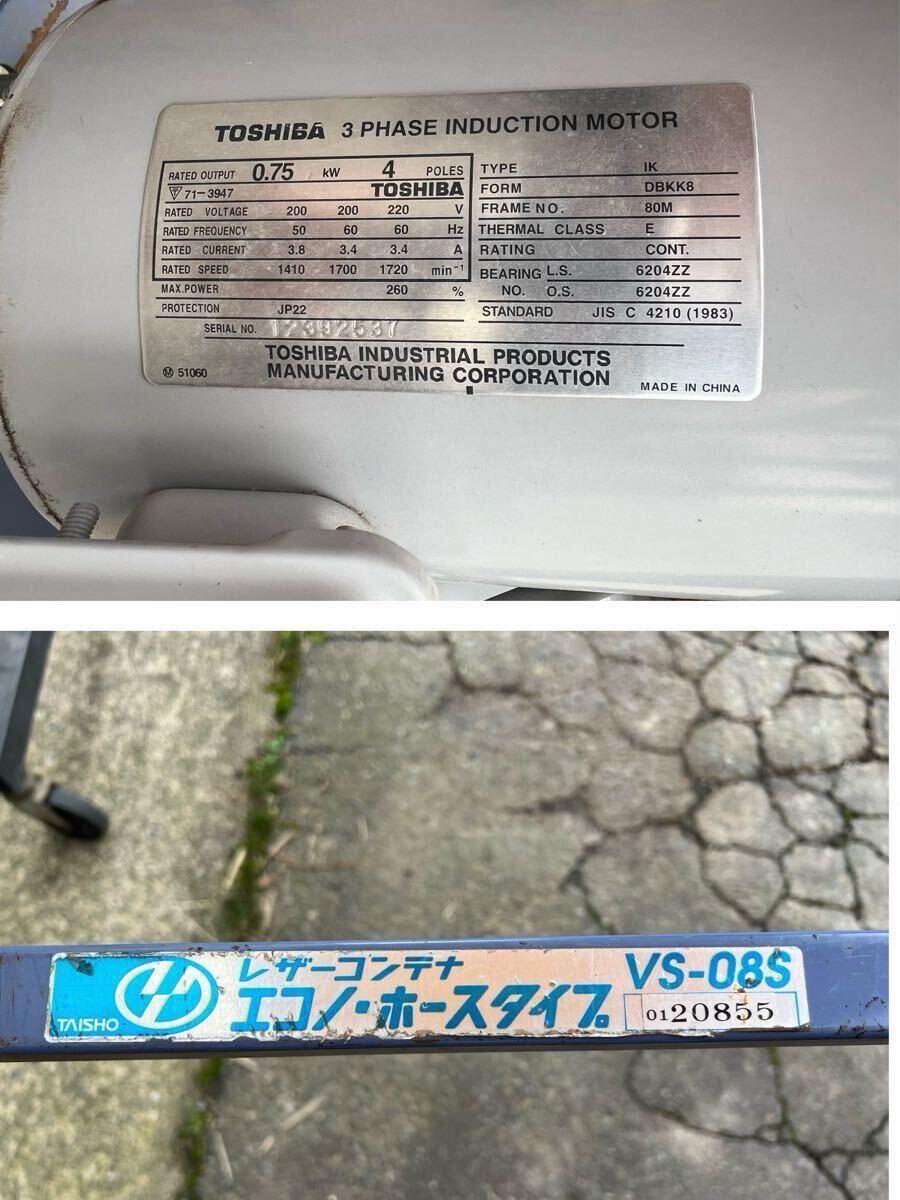 TOSHIBA 3 PHASE INDUCTION MOTOR
RATED OUTPUT 0.75 kW 4 POLES
71-3947 TOSHIBA
RATED VOLTAGE 200 200 220 V
RATED FREQUENCY 50 60 60 Hz
RATED CURRENT 3.8 3.4 3.4 A
RATED SPEED 1410 1700 1720 min⁻¹
MAX.POWER 260 %
PROTECTION JP22
SERIAL NO. 12392537
TYPE IK
FORM DBKK8
FRAME NO. 80M
THERMAL CLASS E
RATING CONT.
BEARING L.S. 6204ZZ
NO. O.S. 6204ZZ
STANDARD JIS C 4210 (1983)
TOSHIBA INDUSTRIAL PRODUCTS
MANUFACTURING CORPORATION
Ⓜ 51060
MADE IN CHINA
TAISHO
レザーコンテナ
エコノ・ホースタイプ
VS-08S
0120855